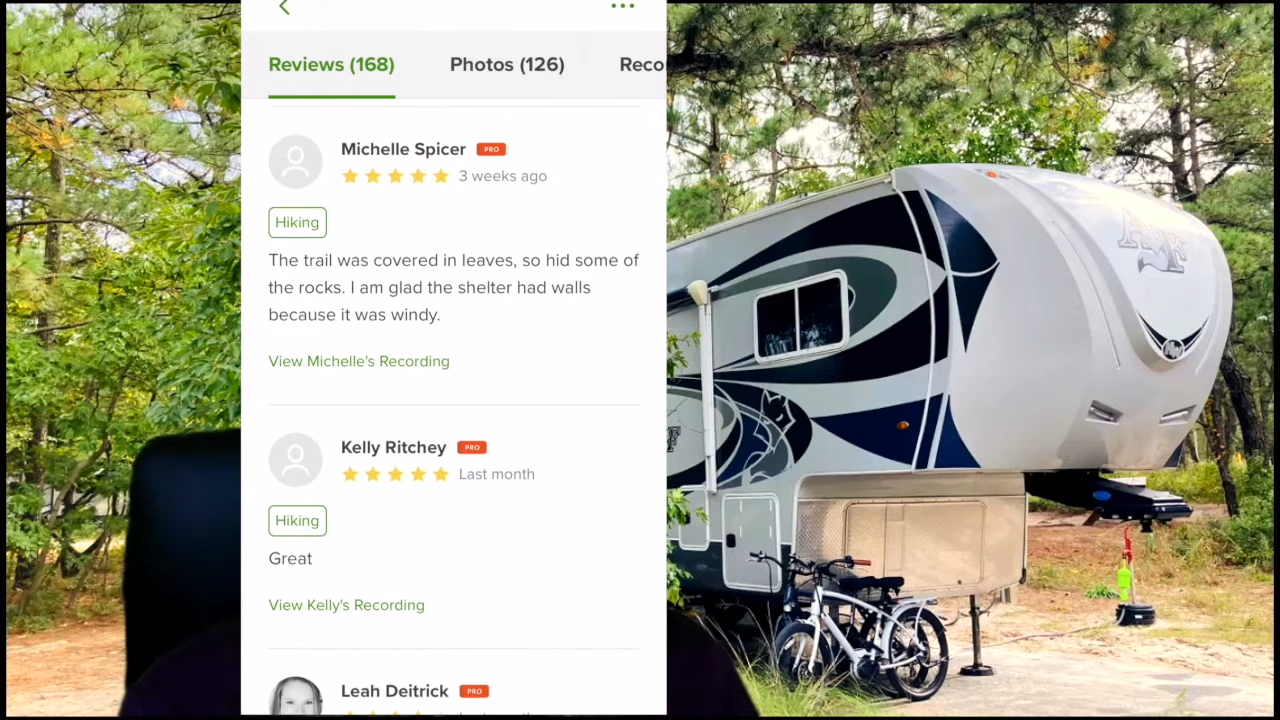 Reviews (168)
Photos (126)
Reco
Michelle Spicer PRO
3 weeks ago
Hiking
The trail was covered in leaves, so hid some of
the rocks. I am glad the shelter had walls
because it was windy.
View Michelle's Recording
Kelly Ritchey PRO
Last month
Hiking
Great
View Kelly's Recording
Leah Deitrick PRO